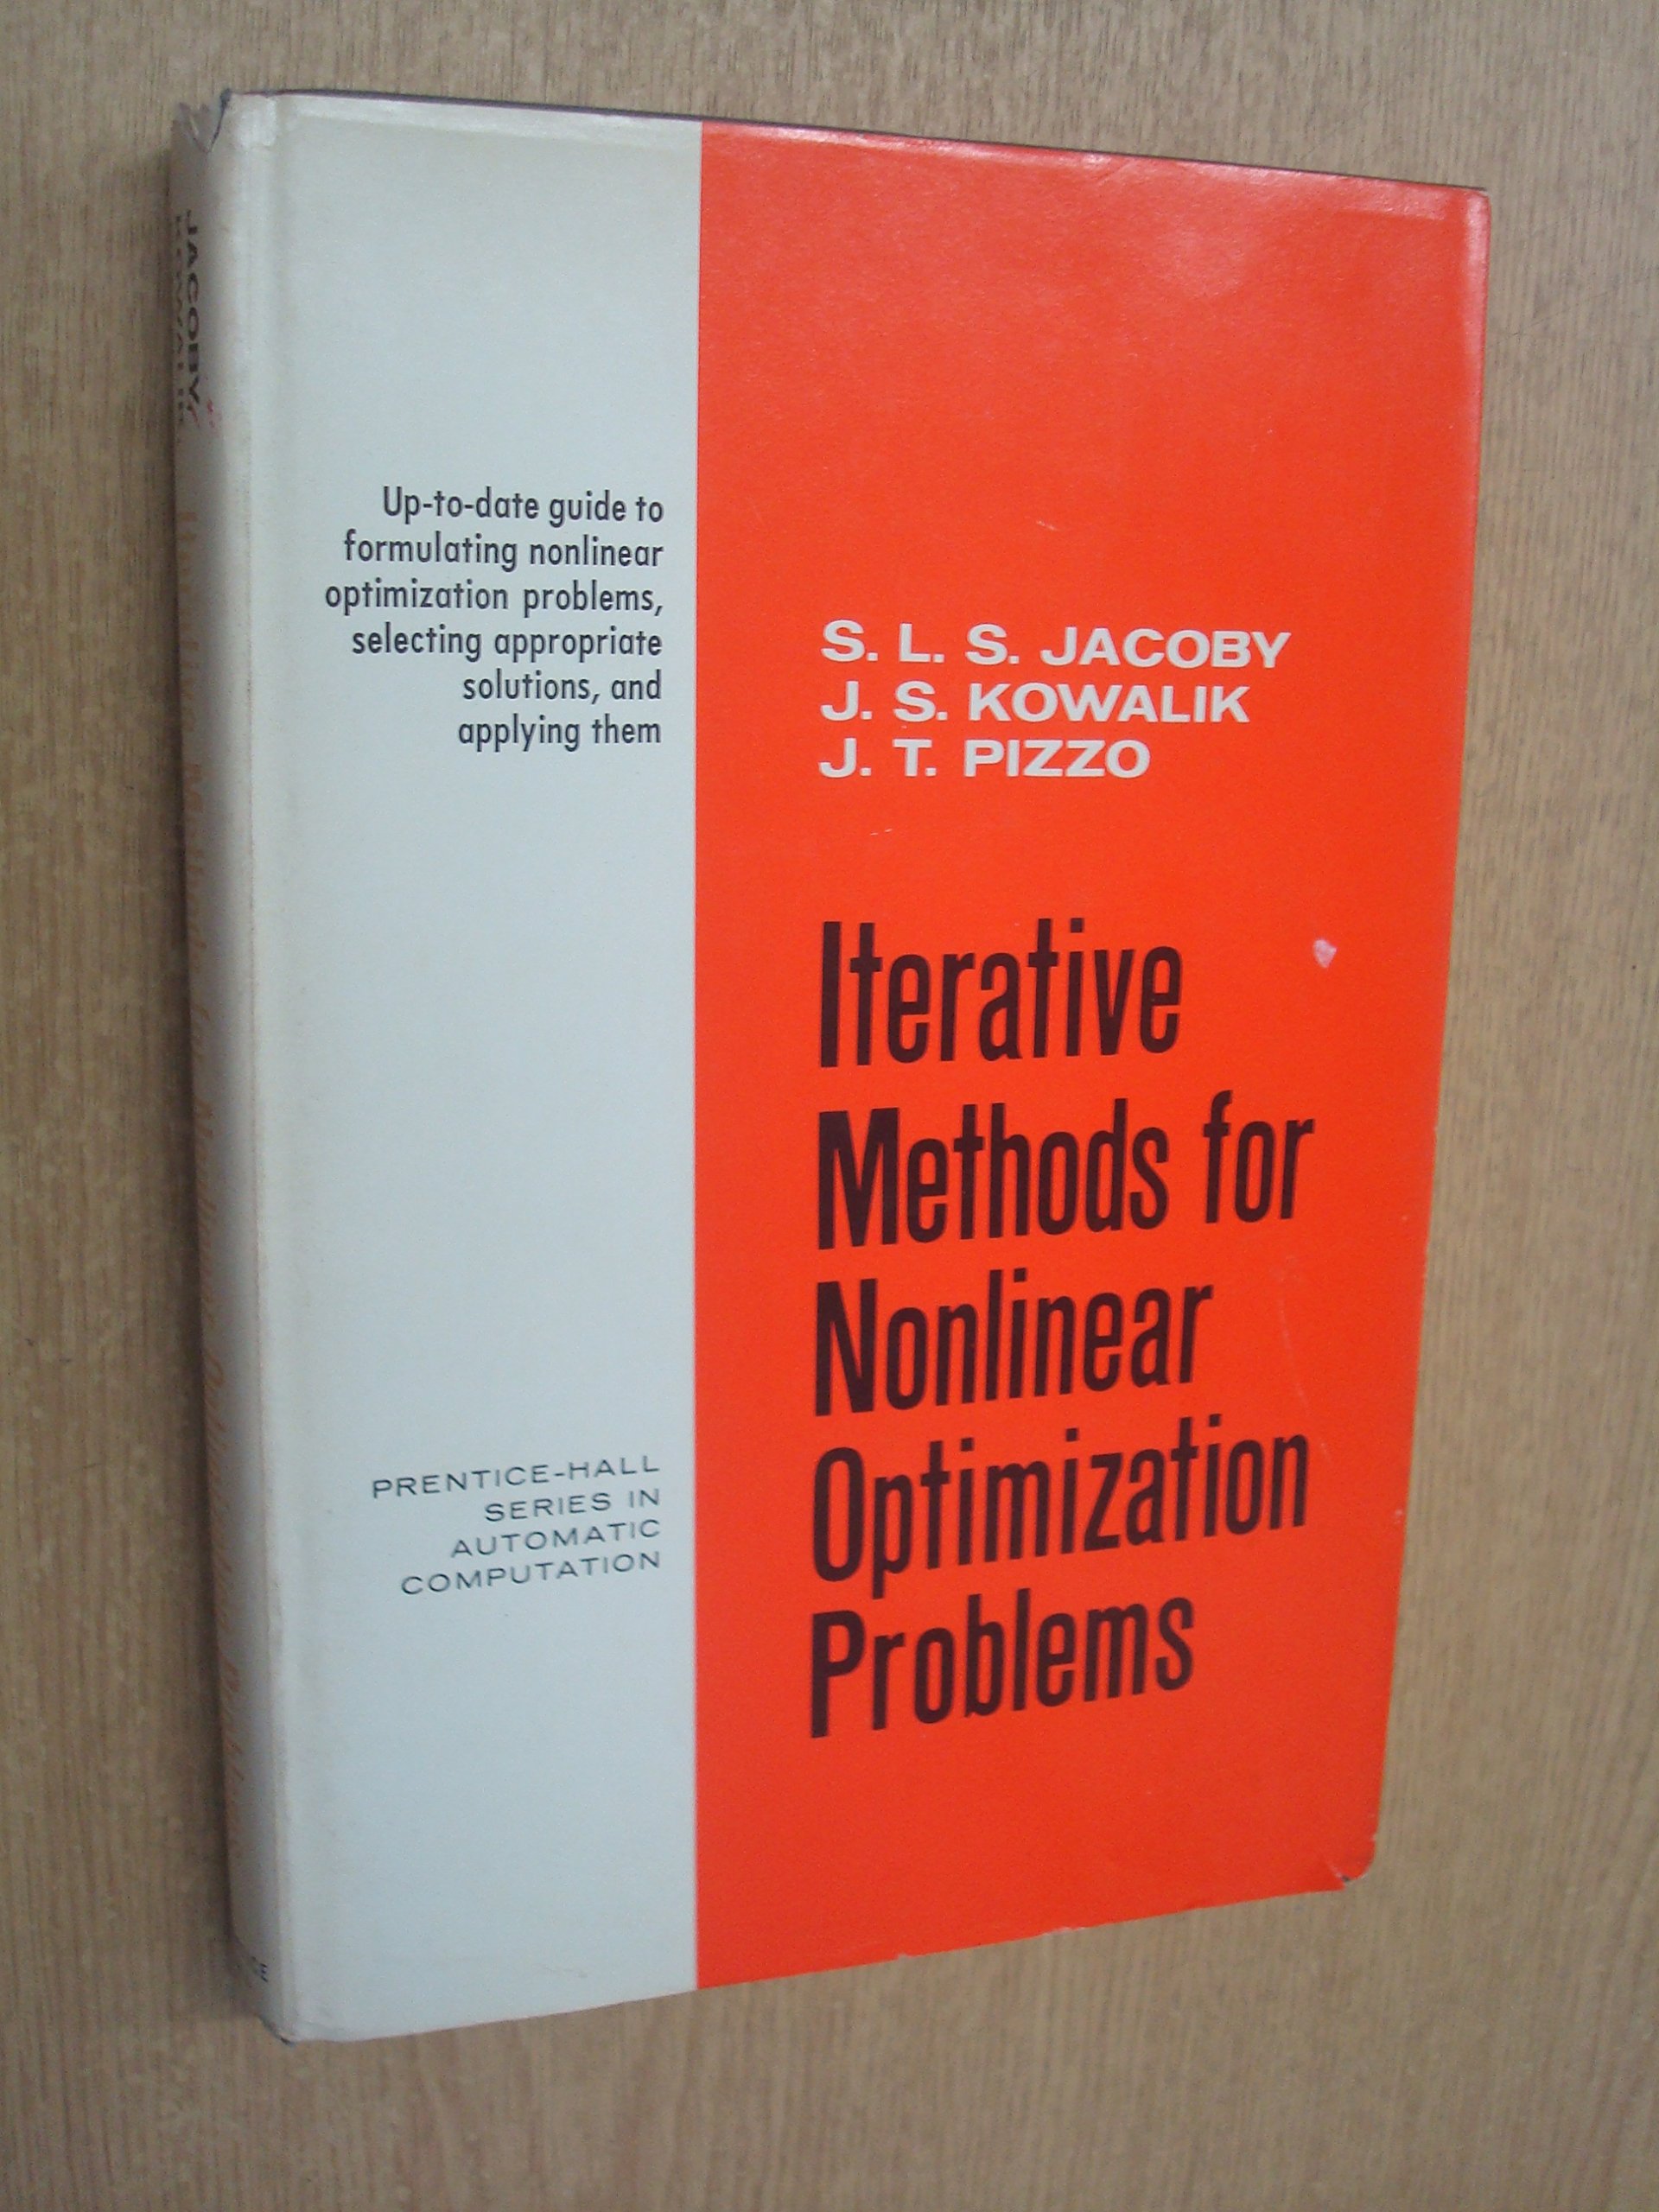 JACOBY/
Up-to-date guide to
formulating nonlinear
optimization problems,
selecting appropriate
solutions, and
applying them
PRENTICE-HALL
SERIES IN
AUTOMATIC
COMPUTATION
S. L. S. JACOBY
J. S. KOWALIK
J. T. PIZZO
Iterative
Methods for
Nonlinear
Optimization
Problems